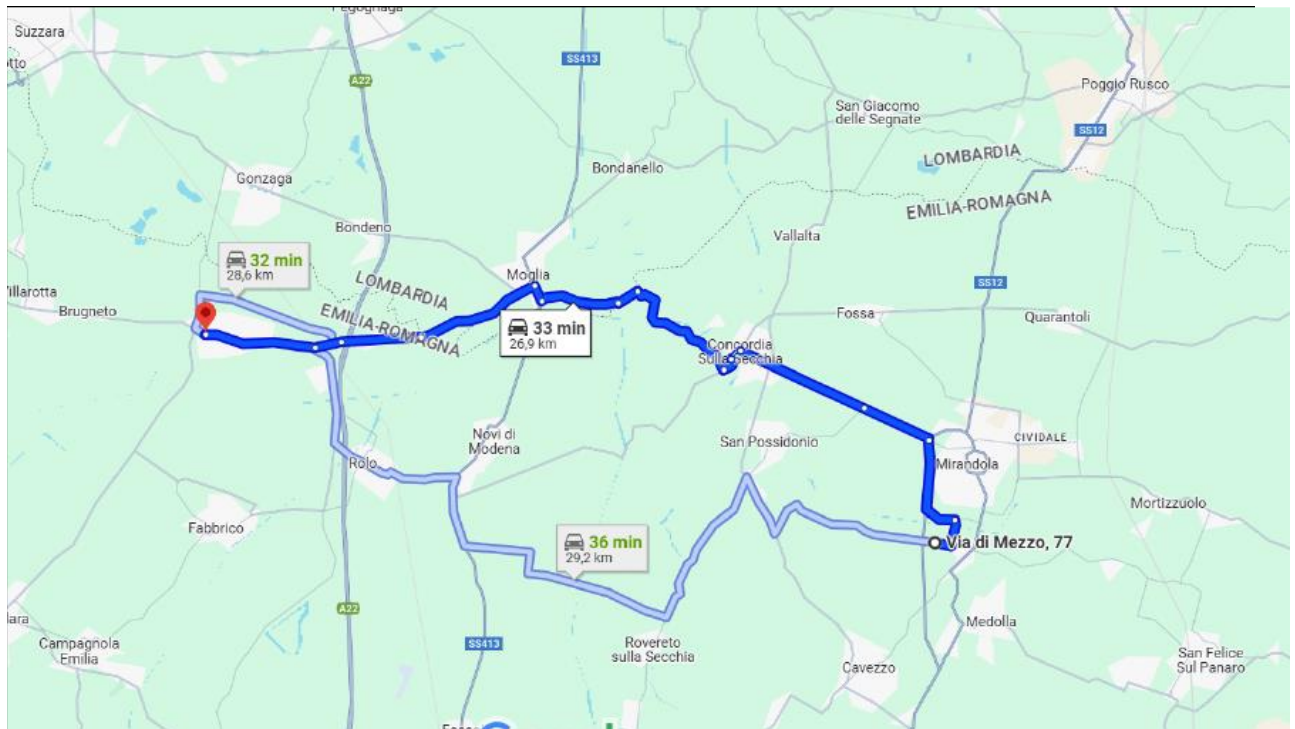 Suzzara
A22
SS413
Poggio Rusco
San Giacomo
delle Segnate
SS12
LOMBARDIA
EMILIA-ROMAGNA
Bondanello
Gonzaga
Bondeno
Vallalta
32 min
28,6 km
Moglia
LOMBARDIA
EMILIA-ROMAGNA
SS12
Villarotta
Brugneto
33 min
26,9 km
Fossa
Quarantoli
Concordia
Sulla Secchia
Novi di
Modena
San Possidonio
CIVIDALE
Mirandola
Rolo
Mortizzuolo
Fabbrico
36 min
29,2 km
Via di Mezzo, 77
A22
Campagnola
Emilia
SS413
Rovereto
sulla Secchia
Medolla
Cavezzo
San Felice
Sul Panaro